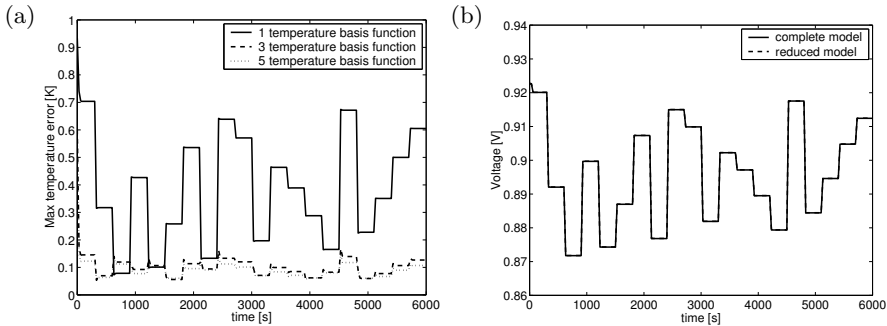 (a)
1
0.9
0.8
0.7
0.6
0.5
0.4
0.3
0.2
0.1
0
Max temperature error [K]
1 temperature basis function
3 temperature basis function
5 temperature basis function
0 1000 2000 3000 4000 5000 6000
time [s]
(b)
0.94
0.93
0.92
0.91
0.9
0.89
0.88
0.87
0.86
Voltage [V]
complete model
reduced model
0 1000 2000 3000 4000 5000 6000
time [s]